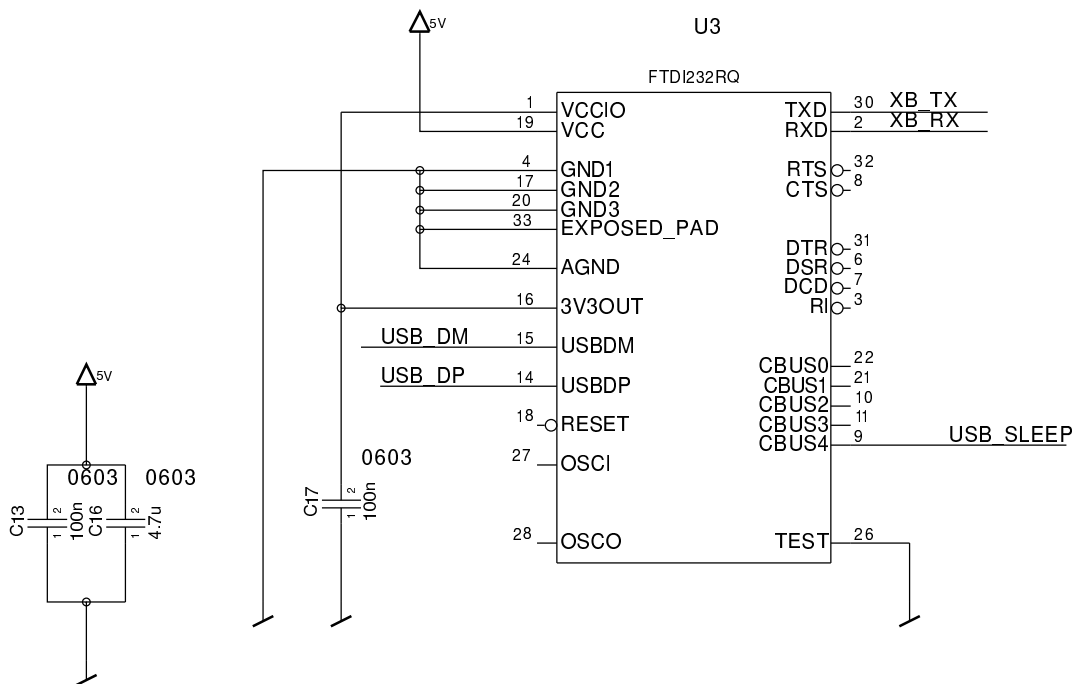 5V
U3
FTDI232RQ
1 VCCIO
19 VCC
4 GND1
17 GND2
20 GND3
33 EXPOSED_PAD
24 AGND
16 3V3OUT
USB_DM 15 USBDM
USB_DP 14 USBDP
18 RESET
27 OSCI
28 OSCO
TXD 30 XB_TX
RXD 2 XB_RX
RTS 32
CTS 8
DTR 31
DSR 6
DCD 7
RI 3
CBUS0 22
CBUS1 21
CBUS2 10
CBUS3 11
CBUS4 9 USB_SLEEP
TEST 26
5V
0603 0603
C13 1 2 100n
C16 1 2 4.7u
0603
C17 1 2 100n